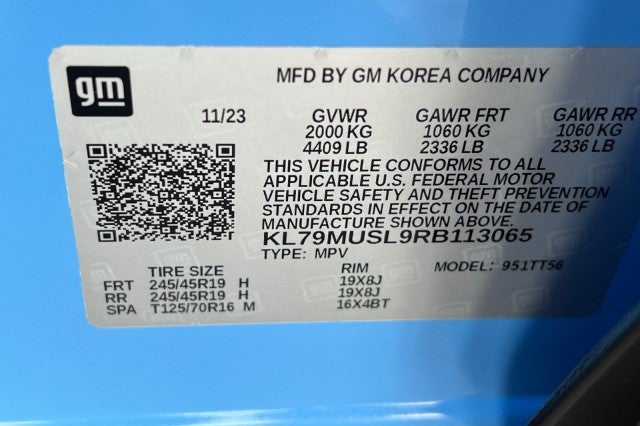 gm
MFD BY GM KOREA COMPANY
11/23 GVWR GAWR FRT GAWR RR
2000 KG 1060 KG 1060 KG
4409 LB 2336 LB 2336 LB
THIS VEHICLE CONFORMS TO ALL
APPLICABLE U.S. FEDERAL MOTOR
VEHICLE SAFETY AND THEFT PREVENTION
STANDARDS IN EFFECT ON THE DATE OF
MANUFACTURE SHOWN ABOVE.
KL79MUSL9RB113065
TYPE: MPV
TIRE SIZE RIM MODEL: 951TT56
FRT 245/45R19 H 19X8J
RR 245/45R19 H 19X8J
SPA T125/70R16 M 16X4BT